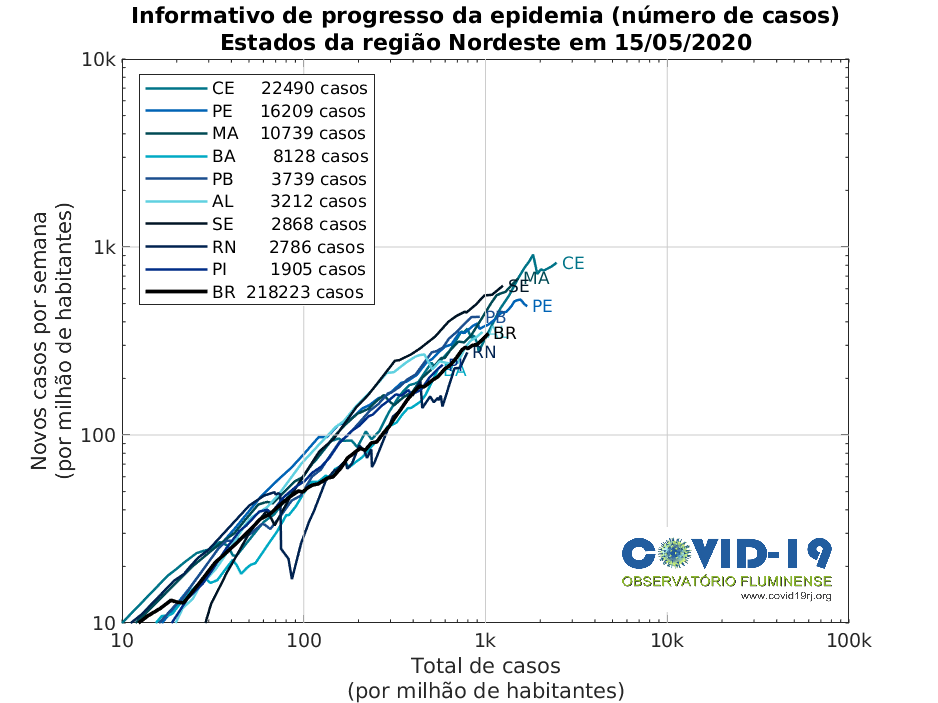 Informativo de progresso da epidemia (número de casos)
Estados da região Nordeste em 15/05/2020
10k
1k
100
10
Novos casos por semana
(por milhão de habitantes)
CE 22490 casos
PE 16209 casos
MA 10739 casos
BA 8128 casos
PB 3739 casos
AL 3212 casos
SE 2868 casos
RN 2786 casos
PI 1905 casos
BR 218223 casos
CE
MA
SE
PE
PB
BR
RN
PI
BA
COVID-19
OBSERVATÓRIO FLUMINENSE
www.covid19rj.org
10
100
1k
10k
100k
Total de casos
(por milhão de habitantes)